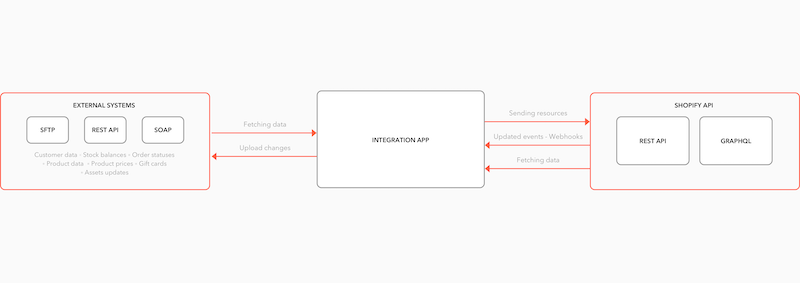 EXTERNAL SYSTEMS
SFTP
REST API
SOAP
Customer data - Stock balances - Order statuses
- Product data - Product prices - Gift cards
- Assets updates
Fetching data
Upload changes
INTEGRATION APP
Sending resources
Updated events - Webhooks
Fetching data
SHOPIFY API
REST API
GRAPHQL